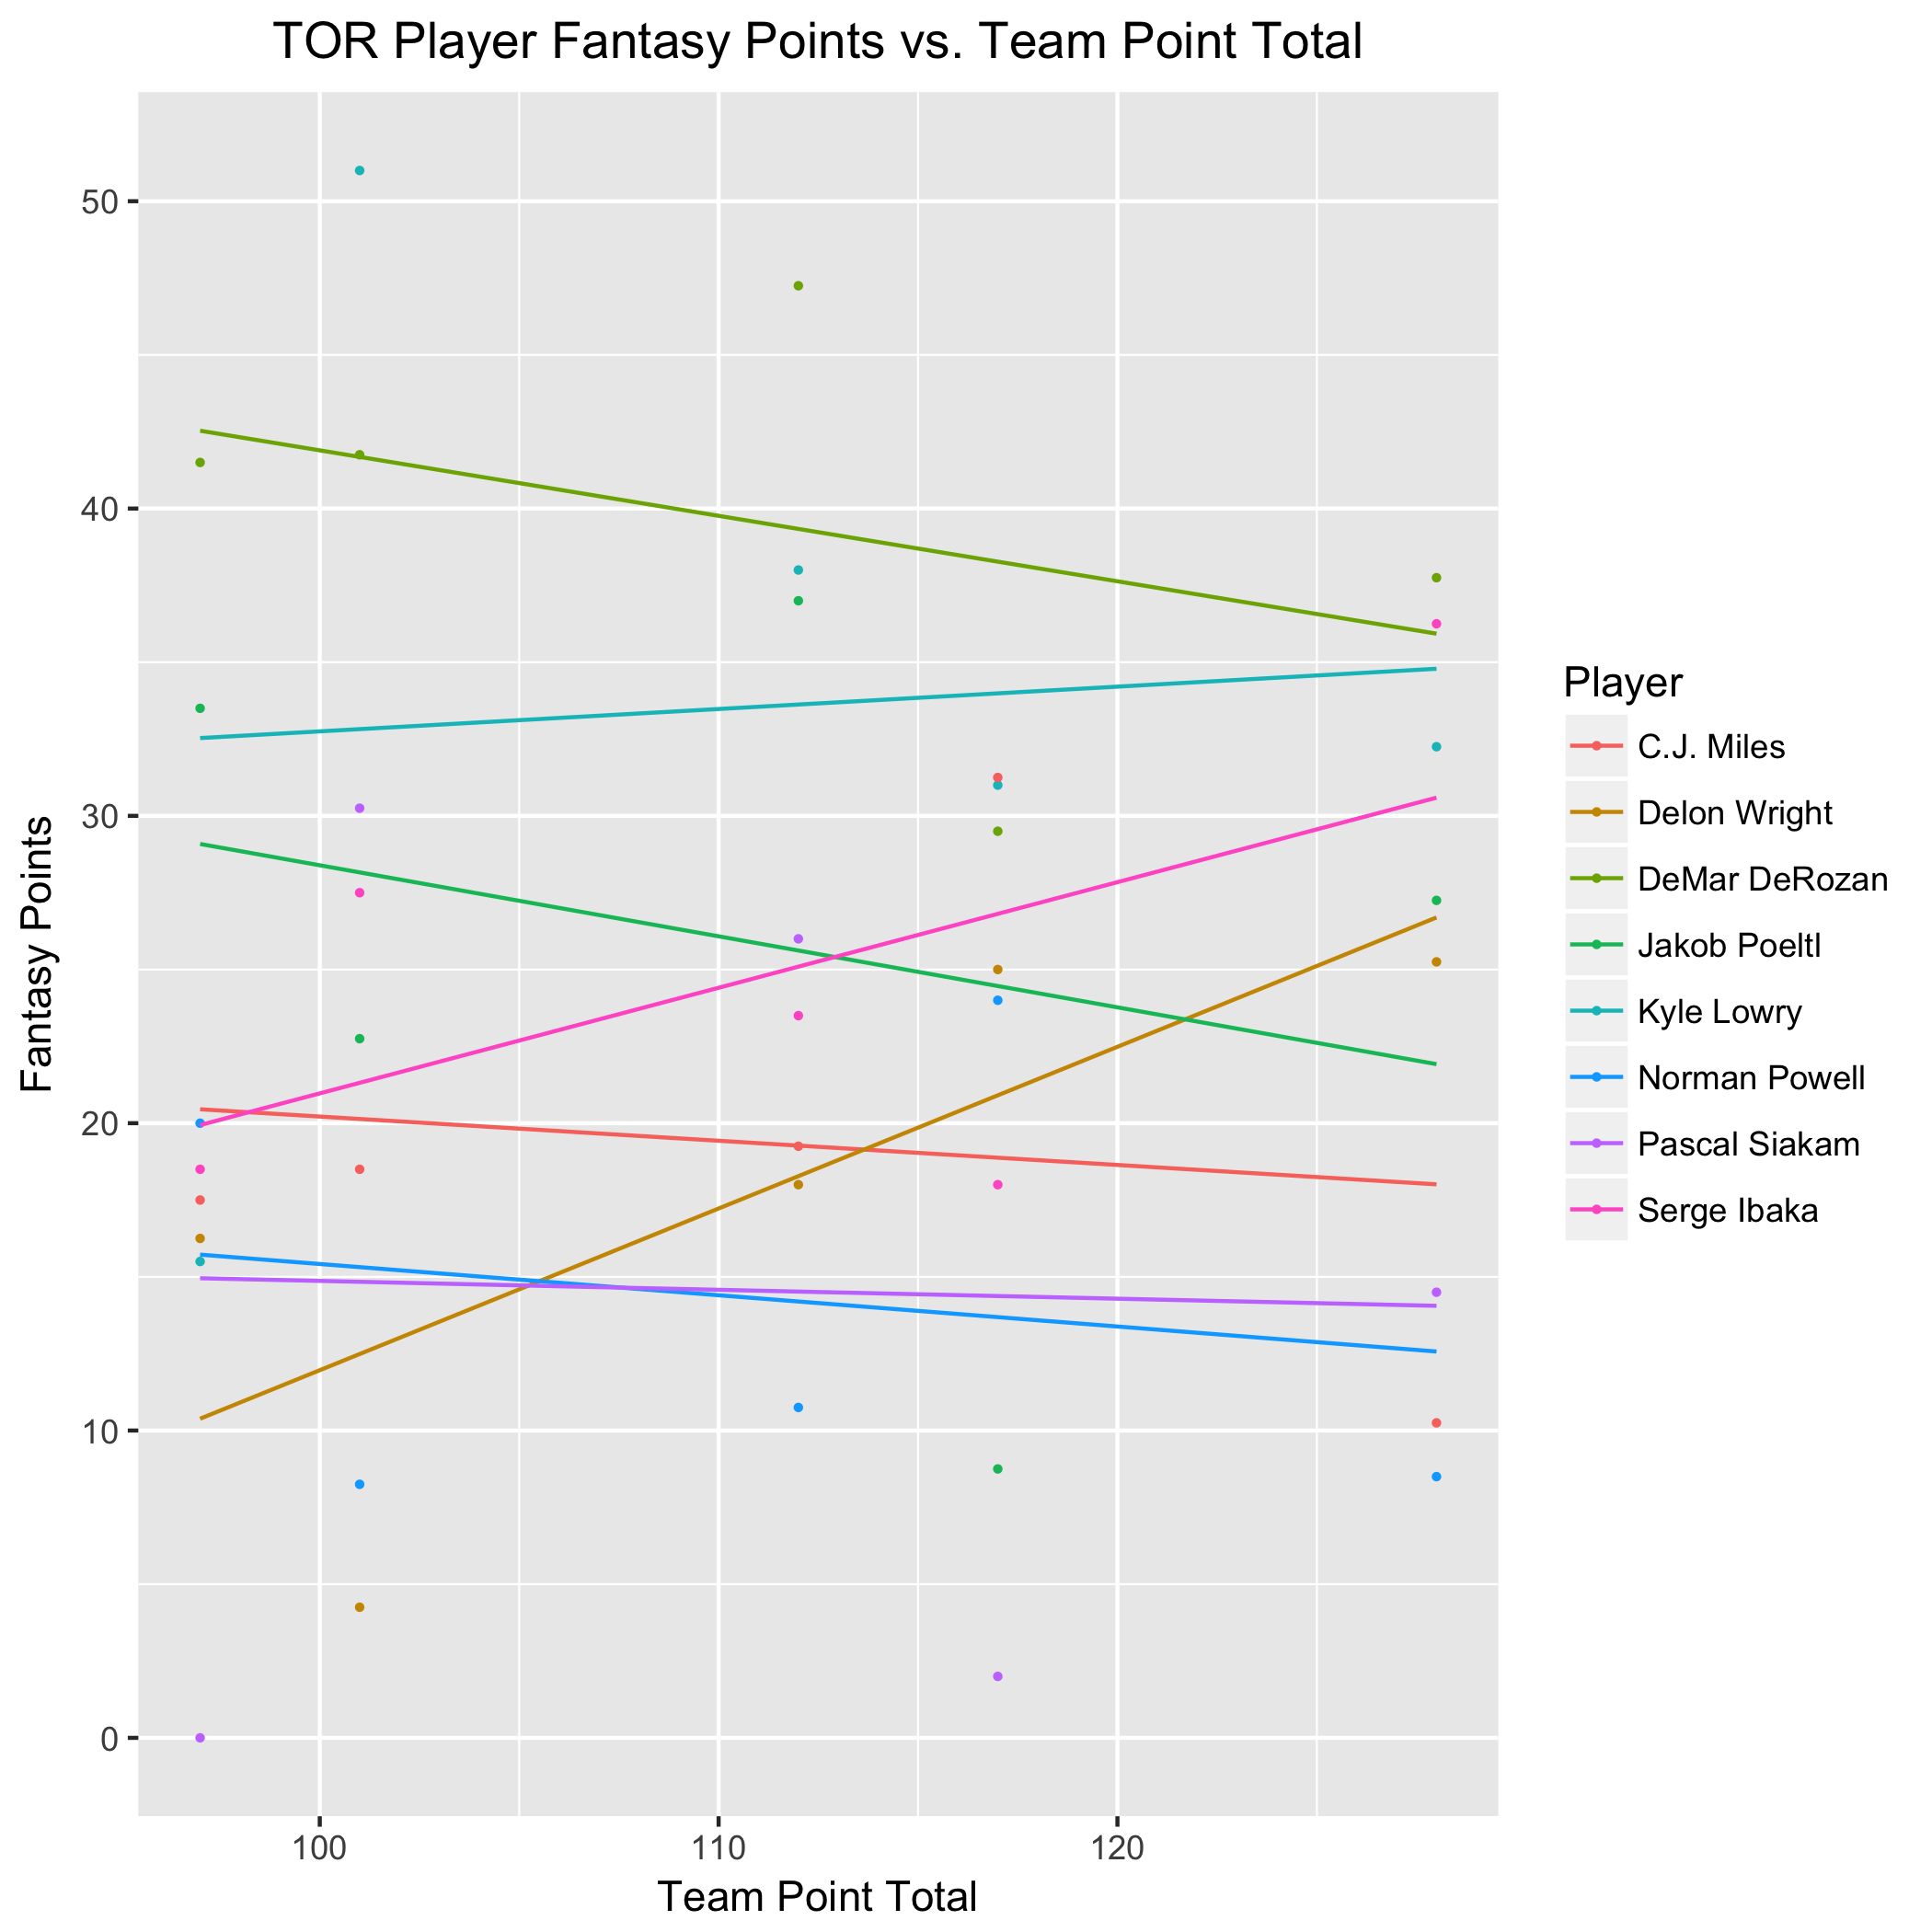 TOR Player Fantasy Points vs. Team Point Total
50
40
30
20
10
0
Fantasy Points
100
110
120
Team Point Total
Player
C.J. Miles
Delon Wright
DeMar DeRozan
Jakob Poeltl
Kyle Lowry
Norman Powell
Pascal Siakam
Serge Ibaka